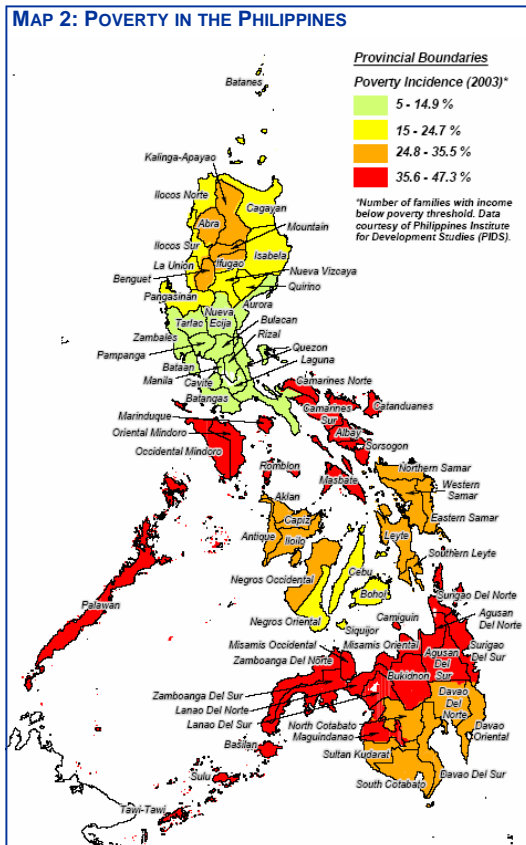 MAP 2: POVERTY IN THE PHILIPPINES
Provincial Boundaries
Poverty Incidence (2003)*
5 - 14.9 %
15 - 24.7 %
24.8 - 35.5 %
35.6 - 47.3 %
*Number of families with income
below poverty threshold. Data
courtesy of Philippines Institute
for Development Studies (PIDS).
Batanes
Kalinga-Apayao
Ilocos Norte
Cagayan
Abra
Mountain
Ilocos Sur
Isabela
La Union
Ifugao
Benguet
Nueva Vizcaya
Quirino
Pangasinan
Aurora
Nueva
Ecija
Tarlac
Bulacan
Zambales
Rizal
Pampanga
Quezon
Bataan
Laguna
Manila
Cavite
Batangas
Camarines Norte
Marinduque
Camarines
Sur
Catanduanes
Oriental Mindoro
Albay
Occidental Mindoro
Sorsogon
Romblon
Masbate
Northern Samar
Western
Samar
Aklan
Capiz
Eastern Samar
Antique
Iloilo
Leyte
Southern Leyte
Negros Occidental
Cebu
Bohol
Palawan
Surigao Del Norte
Negros Oriental
Siquijor
Camiguin
Agusan
Del Norte
Misamis Occidental
Misamis Oriental
Surigao
Del Sur
Zamboanga Del Norte
Agusan
Del
Sur
Bukidnon
Zamboanga Del Sur
Davao
Del
Norte
Lanao Del Norte
Lanao Del Sur
North Cotabato
Davao
Oriental
Maguindanao
Basilan
Sultan Kudarat
Sulu
South Cotabato
Davao Del Sur
Tawi-Tawi